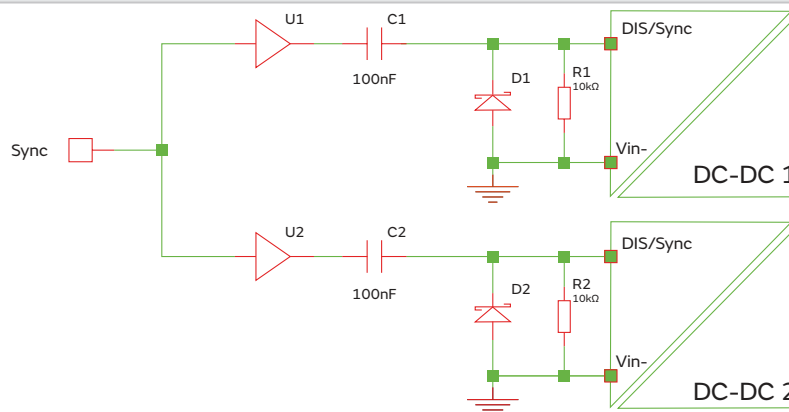 U1
C1
100nF
D1
R1
10kΩ
DIS/Sync
Vin-
DC-DC 1
Sync
U2
C2
100nF
D2
R2
10kΩ
DIS/Sync
Vin-
DC-DC 2